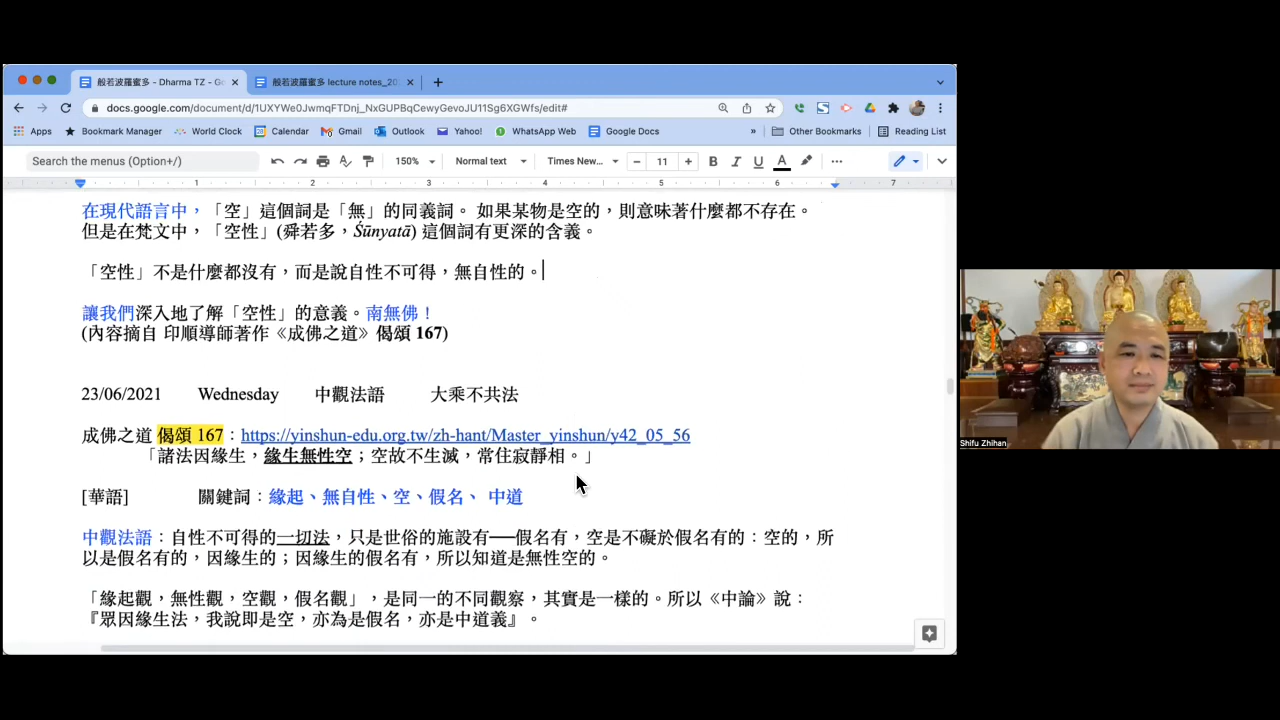 般若波羅蜜多 - Dharma TZ - Go
般若波羅蜜多 lecture notes_20
docs.google.com/document/d/1UXYWe0JwmqFTDnj_NxGUPBqCewyGevoJU11Sg6XGWfs/edit#
Apps Bookmark Manager World Clock Calendar Gmail Outlook Yahoo! WhatsApp Web Google Docs » Other Bookmarks Reading List
Search the menus (Option+/) 150% Normal text Times New... 11 B I U A
1 2 3 4 5 6 7
在現代語言中，「空」這個詞是「無」的同義詞。 如果某物是空的，則意味著什麼都不存在。
但是在梵文中，「空性」(舜若多，Śūnyatā) 這個詞有更深的含義。
「空性」不是什麼都沒有，而是說自性不可得，無自性的。
讓我們深入地了解「空性」的意義。南無佛！
(內容摘自 印順導師著作《成佛之道》偈頌 167)
23/06/2021 Wednesday 中觀法語 大乘不共法
成佛之道 偈頌 167：https://yinshun-edu.org.tw/zh-hant/Master_yinshun/y42_05_56
「諸法因緣生，緣生無性空；空故不生滅，常住寂靜相。」
[華語] 關鍵詞：緣起、無自性、空、假名、 中道
中觀法語：自性不可得的一切法，只是世俗的施設有──假名有，空是不礙於假名有的：空的，所
以是假名有的，因緣生的；因緣生的假名有，所以知道是無性空的。
「緣起觀，無性觀，空觀，假名觀」，是同一的不同觀察，其實是一樣的。所以《中論》說：
『眾因緣生法，我說即是空，亦為是假名，亦是中道義』。
Shifu Zhihan